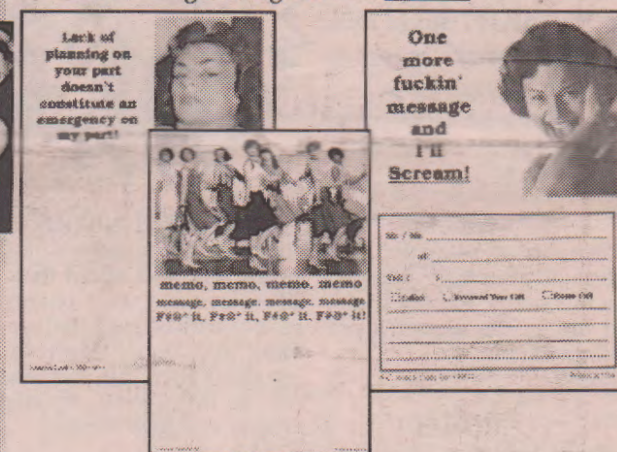 Lack of
planning on
your part
doesn't
constitute an
emergency on
my part!
memo, memo, memo, memo
message, message, message, message
F#@* it, F#@* it, F#@* it, F#@* it!
One
more
fuckin'
message
and
I'll
Scream!
Called
Returned Your Call
Please Call